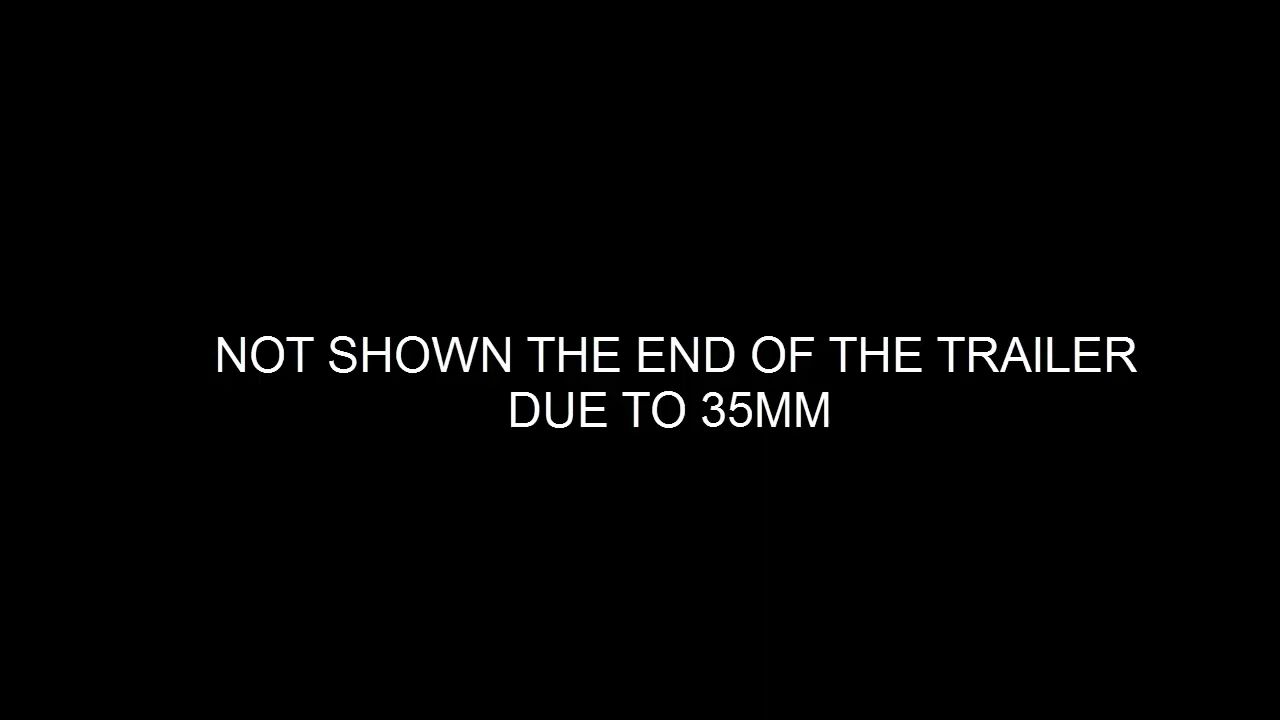 NOT SHOWN THE END OF THE TRAILER
DUE TO 35MM